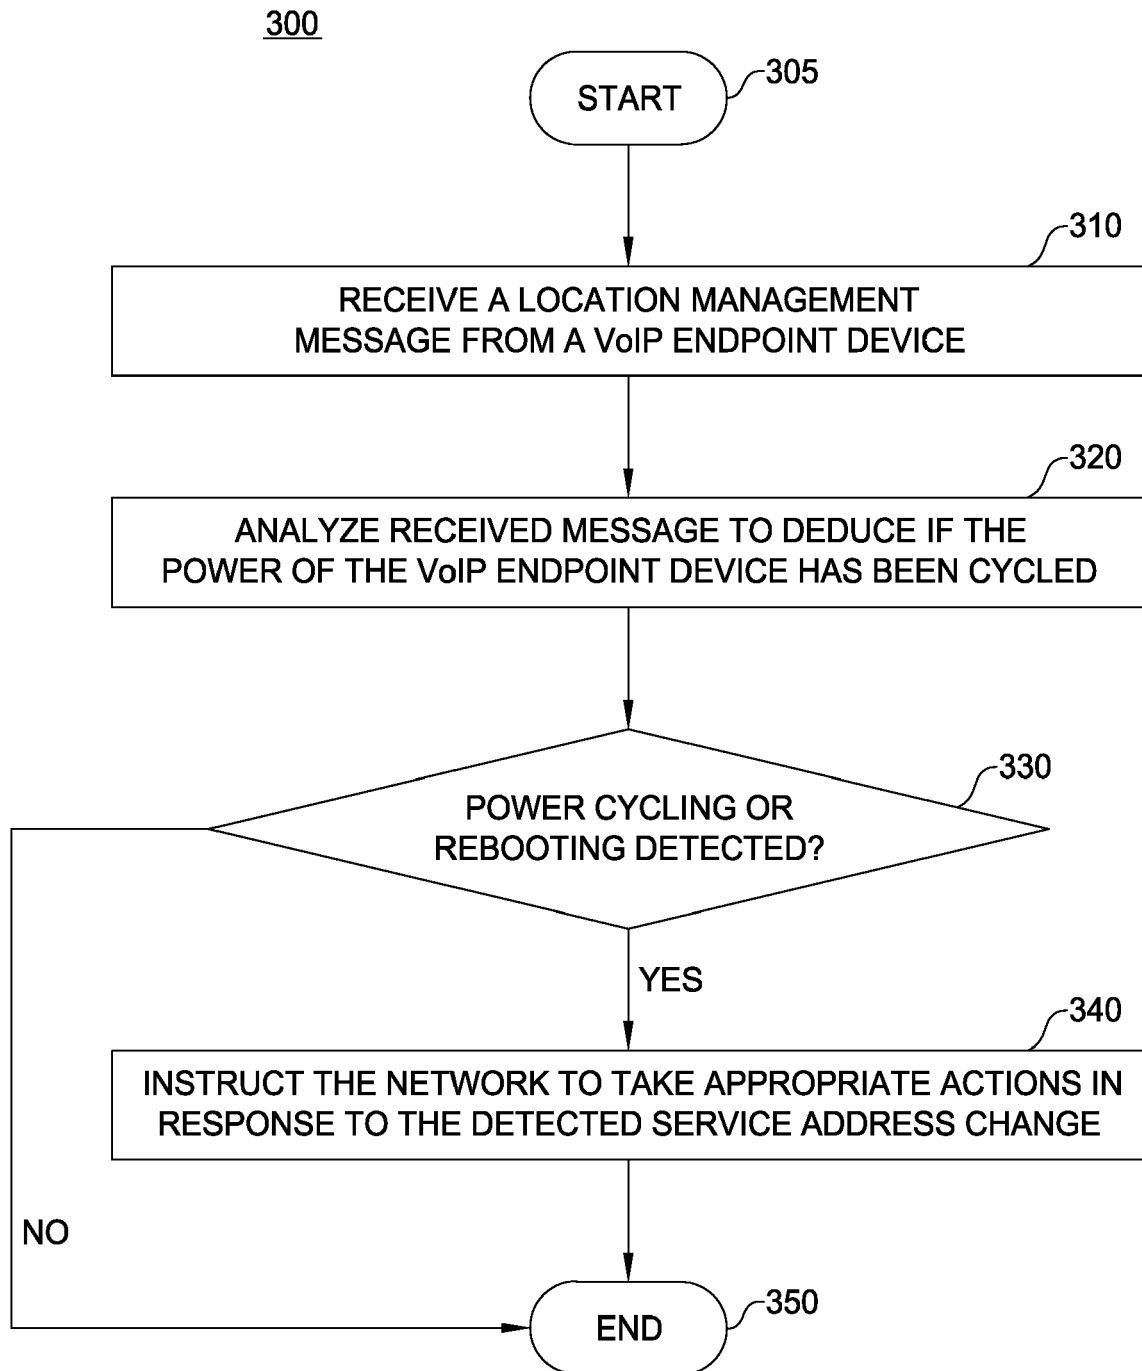 300
START
305
310
RECEIVE A LOCATION MANAGEMENT
MESSAGE FROM A VoIP ENDPOINT DEVICE
320
ANALYZE RECEIVED MESSAGE TO DEDUCE IF THE
POWER OF THE VoIP ENDPOINT DEVICE HAS BEEN CYCLED
330
POWER CYCLING OR
REBOOTING DETECTED?
YES
340
INSTRUCT THE NETWORK TO TAKE APPROPRIATE ACTIONS IN
RESPONSE TO THE DETECTED SERVICE ADDRESS CHANGE
NO
END
350